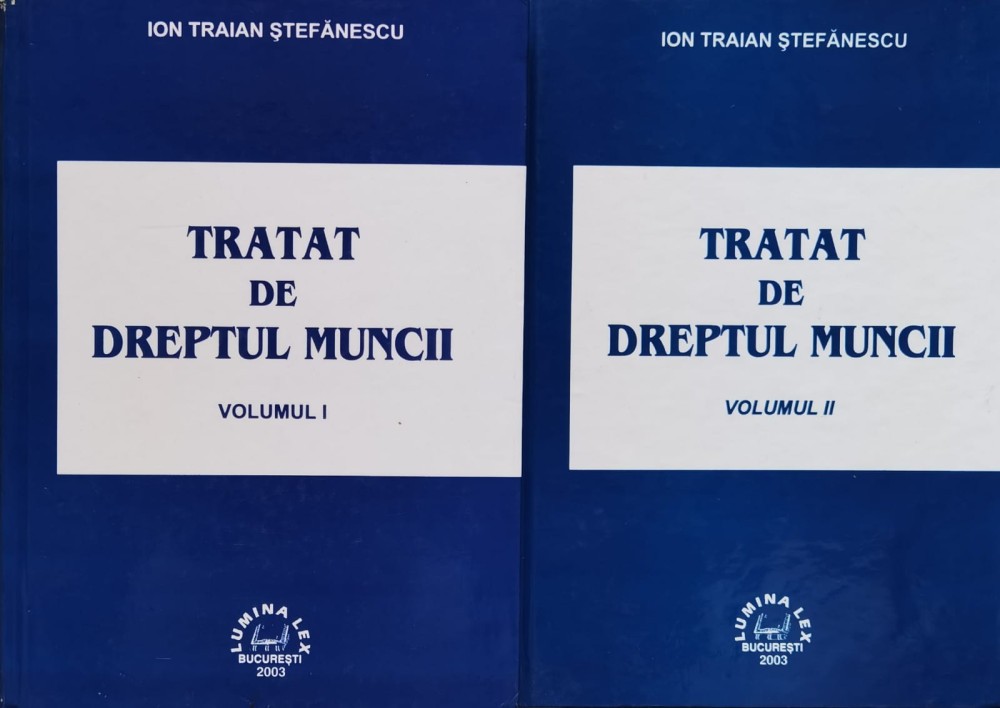 ION TRAIAN ŞTEFĂNESCU
TRATAT
DE
DREPTUL MUNCII
VOLUMUL I
LUMINA LEX
BUCUREŞTI
2003
ION TRAIAN ŞTEFĂNESCU
TRATAT
DE
DREPTUL MUNCII
VOLUMUL II
LUMINA LEX
BUCUREŞTI
2003